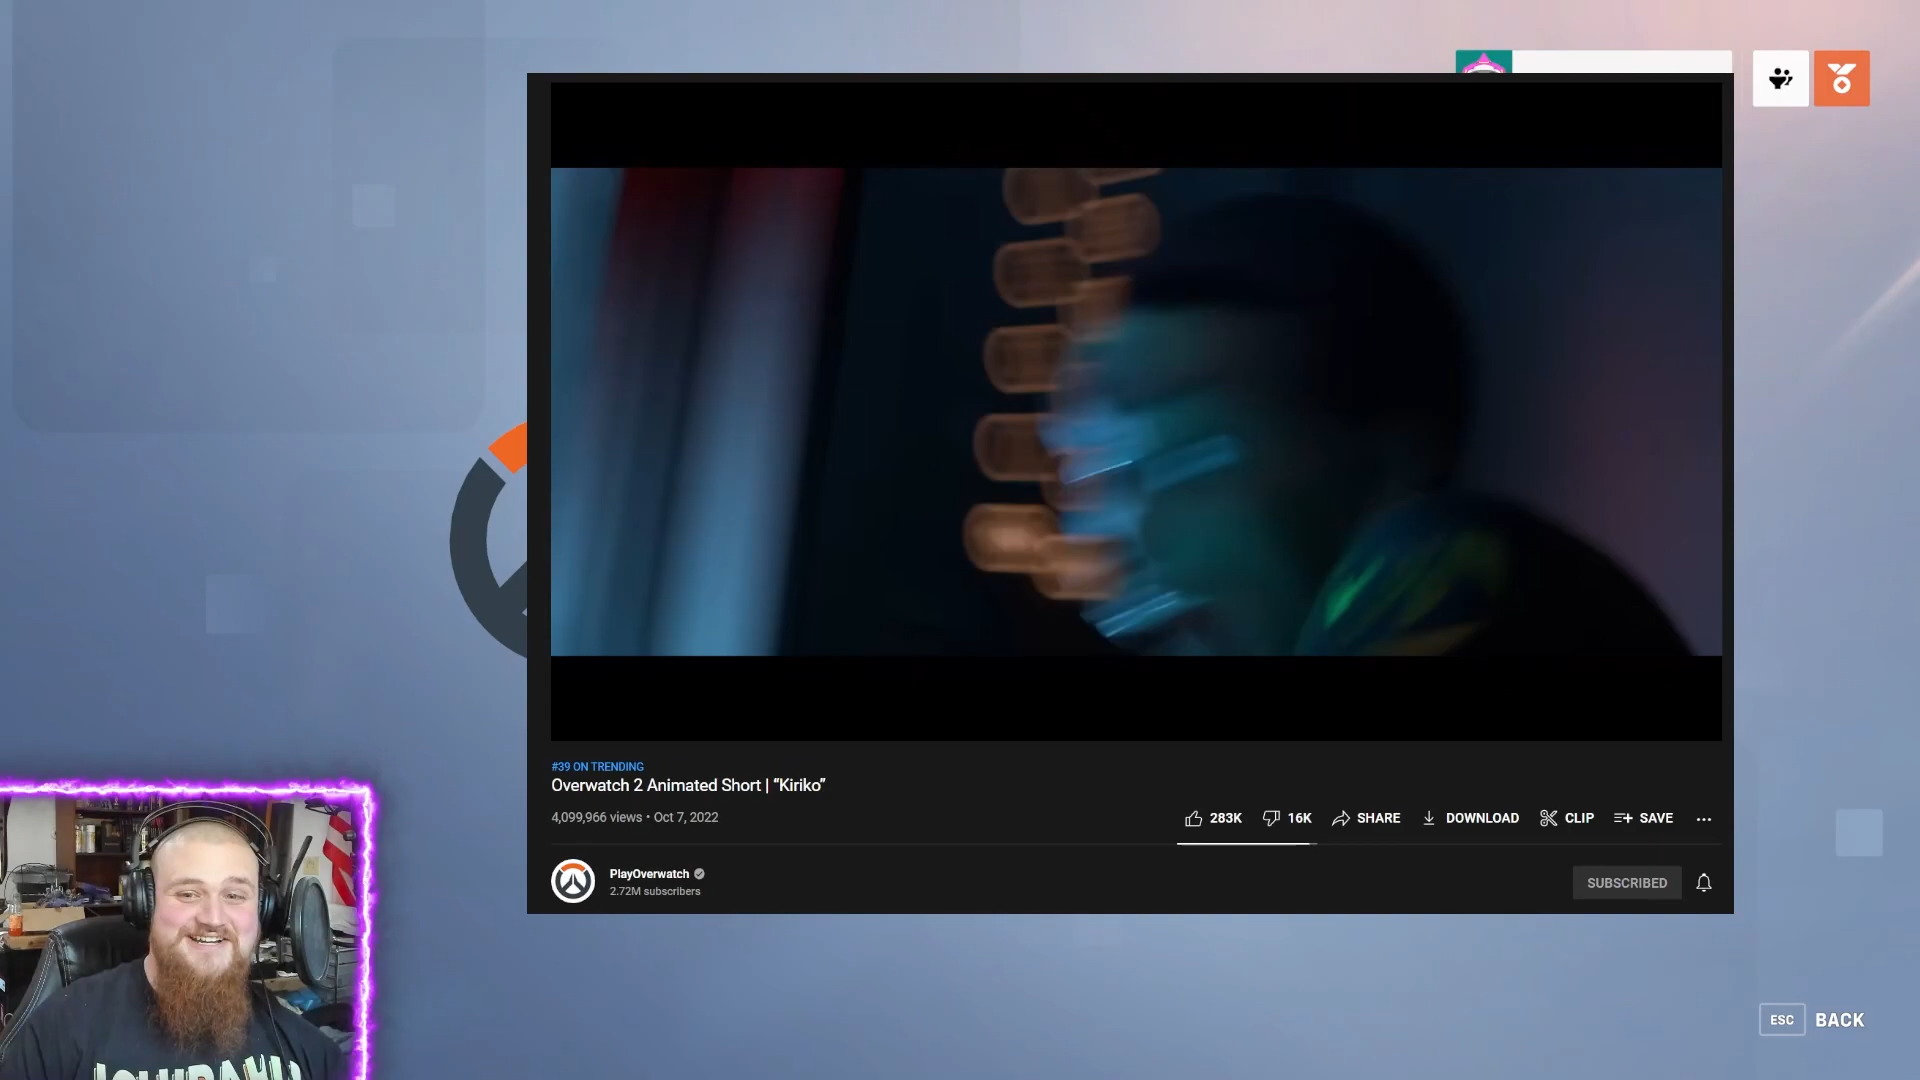 #39 ON TRENDING
Overwatch 2 Animated Short | “Kiriko”
4,099,966 views • Oct 7, 2022
283K 16K SHARE DOWNLOAD CLIP SAVE ...
PlayOverwatch
2.72M subscribers
SUBSCRIBED
ESC BACK